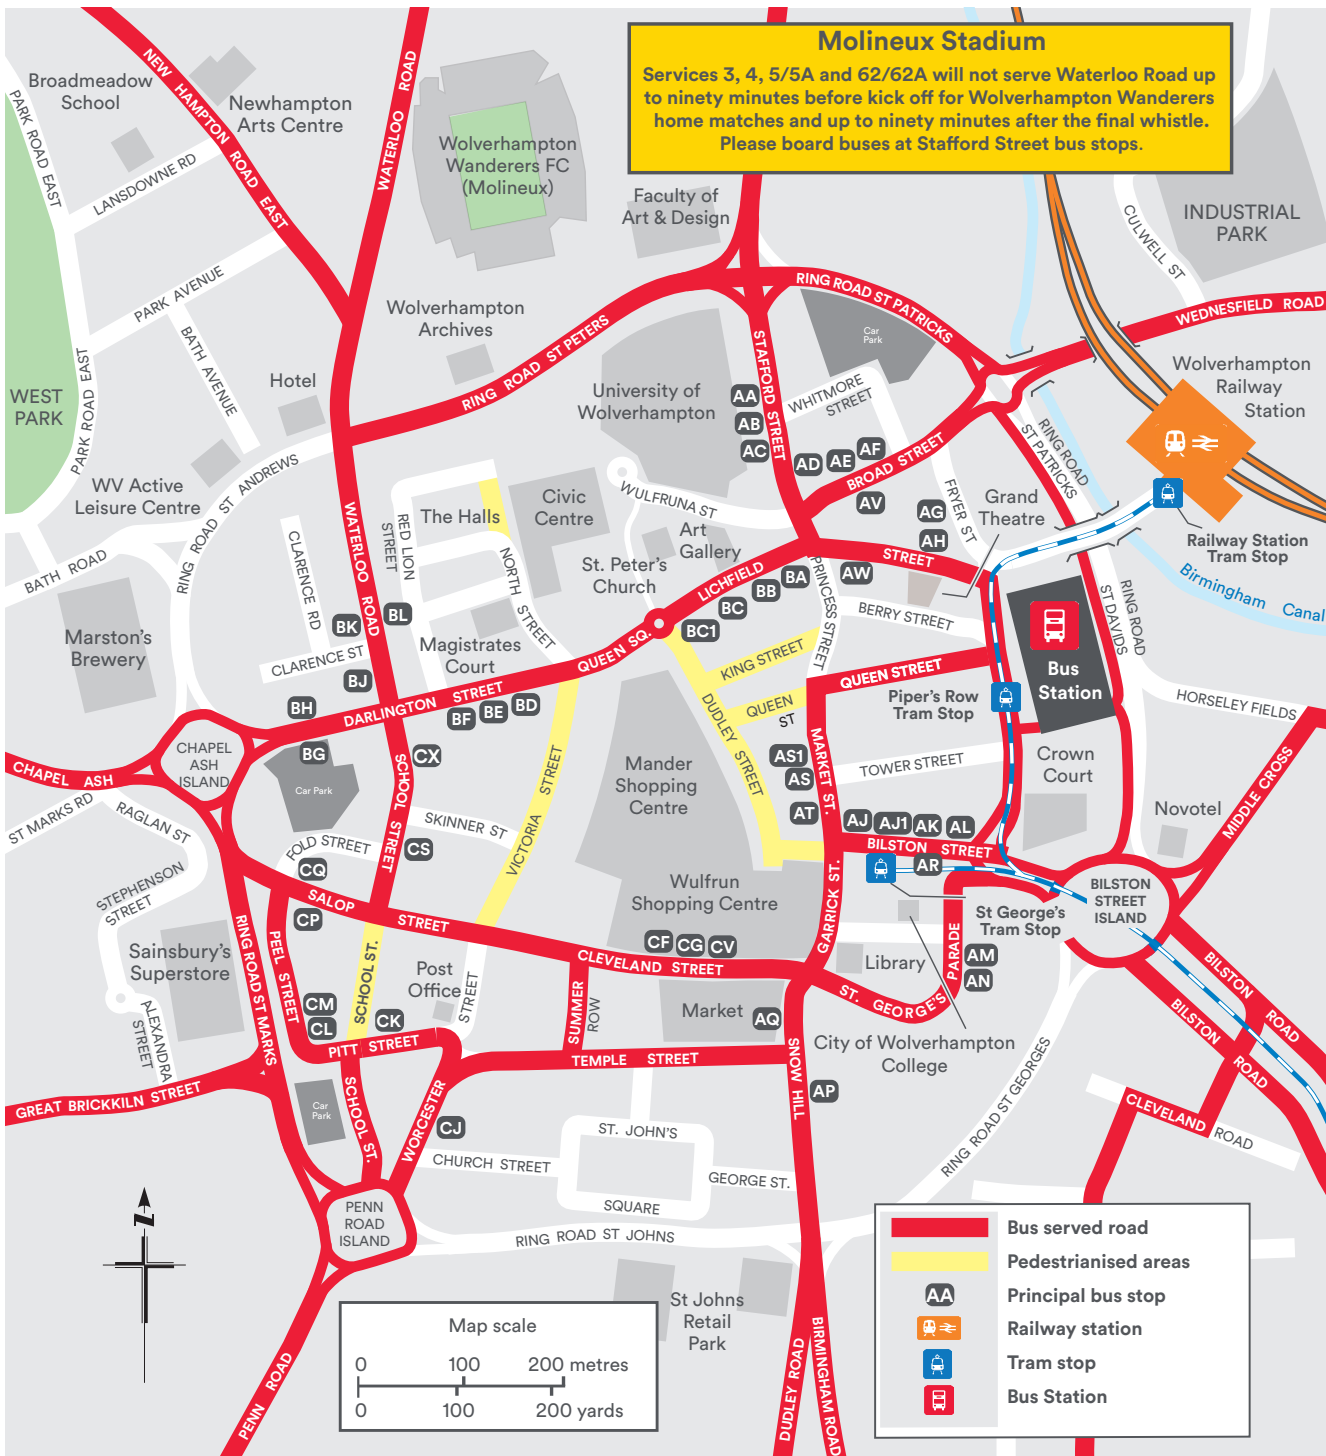 Molineux Stadium
Services 3, 4, 5/5A and 62/62A will not serve Waterloo Road up
to ninety minutes before kick off for Wolverhampton Wanderers
home matches and up to ninety minutes after the final whistle.
Please board buses at Stafford Street bus stops.
Broadmeadow
School
NEW HAMPTON ROAD EAST
Newhampton
Arts Centre
WATERLOO ROAD
Wolverhampton
Wanderers FC
(Molineux)
Faculty of
Art & Design
PARK ROAD EAST
LANSDOWNE RD
CULWELL ST
INDUSTRIAL
PARK
PARK AVENUE
BATH AVENUE
Wolverhampton
Archives
RING ROAD ST PETERS
RING ROAD ST PATRICKS
Car
Park
WEDNESFIELD ROAD
Wolverhampton
Railway
Station
WEST
PARK
PARK ROAD EAST
Hotel
University of
Wolverhampton
STAFFORD STREET
AA
AB
AC
WHITMORE
STREET
AD
AE
AF
BROAD STREET
AV
RING ROAD
ST PATRICKS
WV Active
Leisure Centre
RING ROAD ST ANDREWS
The Halls
Civic
Centre
WULFRUNA ST
Art
Gallery
FRYER ST
AG
AH
Grand
Theatre
Railway Station
Tram Stop
Birmingham Canal
BATH ROAD
CLARENCE RD
WATERLOO ROAD
RED LION
STREET
NORTH STREET
St. Peter's
Church
LICHFIELD
STREET
BA
BB
BC
BC1
AW
PRINCESS STREET
BERRY STREET
RING ROAD
ST DAVIDS
Marston's
Brewery
BK
BL
CLARENCE ST
BJ
Magistrates
Court
QUEEN SQ.
KING STREET
QUEEN
ST
QUEEN STREET
Piper's Row
Tram Stop
Bus
Station
HORSELEY FIELDS
BH
DARLINGTON STREET
BF
BE
BD
DUDLEY STREET
CHAPEL
ASH
ISLAND
CHAPEL ASH
BG
Car Park
CX
SCHOOL STREET
VICTORIA STREET
Mander
Shopping
Centre
AS1
AS
AT
MARKET ST.
TOWER STREET
Crown
Court
Novotel
MIDDLE CROSS
ST MARKS RD
RAGLAN ST
SKINNER ST
FOLD STREET
CS
CQ
AJ
AJ1
AK
AL
BILSTON STREET
AR
STEPHENSON
STREET
SALOP
STREET
CP
Wulfrun
Shopping Centre
GARRICK ST.
St George's
Tram Stop
BILSTON
STREET
ISLAND
Sainsbury's
Superstore
RING ROAD ST MARKS
PEEL STREET
SCHOOL ST.
Post
Office
STREET
CF
CG
CV
CLEVELAND STREET
Library
PARADE
AM
AN
ST. GEORGE'S
BILSTON ROAD
BILSTON ROAD
ALEXANDRA
STREET
CM
CL
CK
PITT STREET
SUMMER
ROW
Market
AQ
City of Wolverhampton
College
TEMPLE STREET
SNOW HILL
AP
GREAT BRICKKILN STREET
Car
Park
SCHOOL ST.
WORCESTER
CJ
ST. JOHN'S
SQUARE
CHURCH STREET
GEORGE ST.
RING ROAD ST GEORGES
CLEVELAND ROAD
PENN
ROAD
ISLAND
RING ROAD ST JOHNS
N
PENN ROAD
St Johns
Retail
Park
DUDLEY ROAD
BIRMINGHAM ROAD
Map scale
0 100 200 metres
0 100 200 yards
Bus served road
Pedestrianised areas
AA Principal bus stop
Railway station
Tram stop
Bus Station